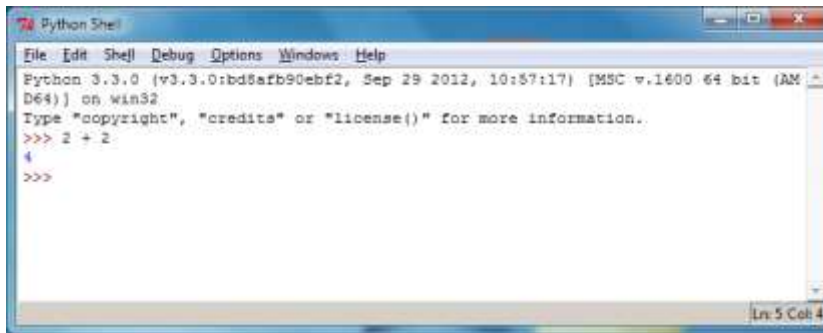 Python Shell
File Edit Shell Debug Options Windows Help
Python 3.3.0 (v3.3.0:bd8afb90ebf2, Sep 29 2012, 10:57:17) [MSC v.1600 64 bit (AM
D64)] on win32
Type "copyright", "credits" or "license()" for more information.
>>> 2 + 2
4
>>>
Ln: 5 Col: 4